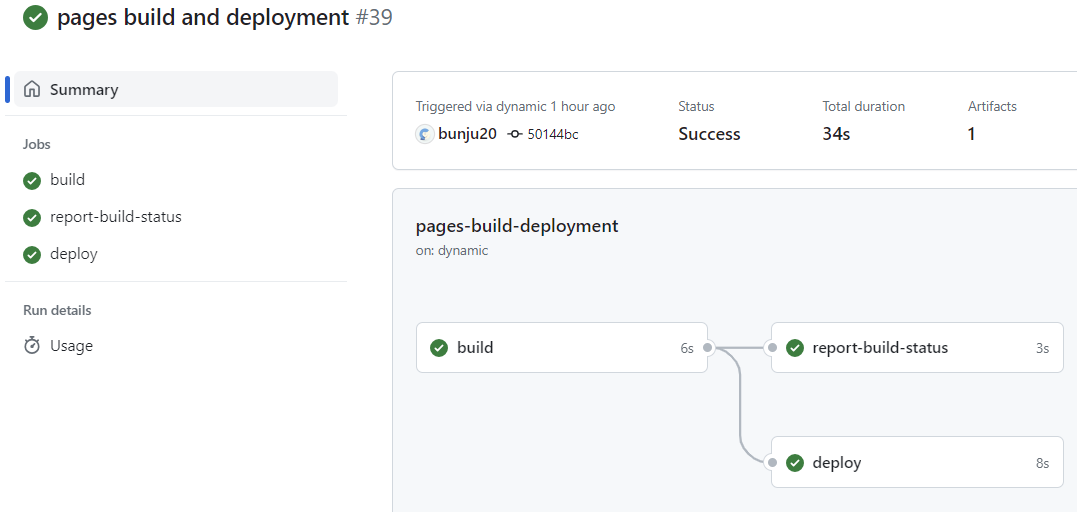 pages build and deployment #39
Summary
Jobs
build
report-build-status
deploy
Run details
Usage
Triggered via dynamic 1 hour ago
bunju20 50144bc
Status
Success
Total duration
34s
Artifacts
1
pages-build-deployment
on: dynamic
build 6s
report-build-status 3s
deploy 8s